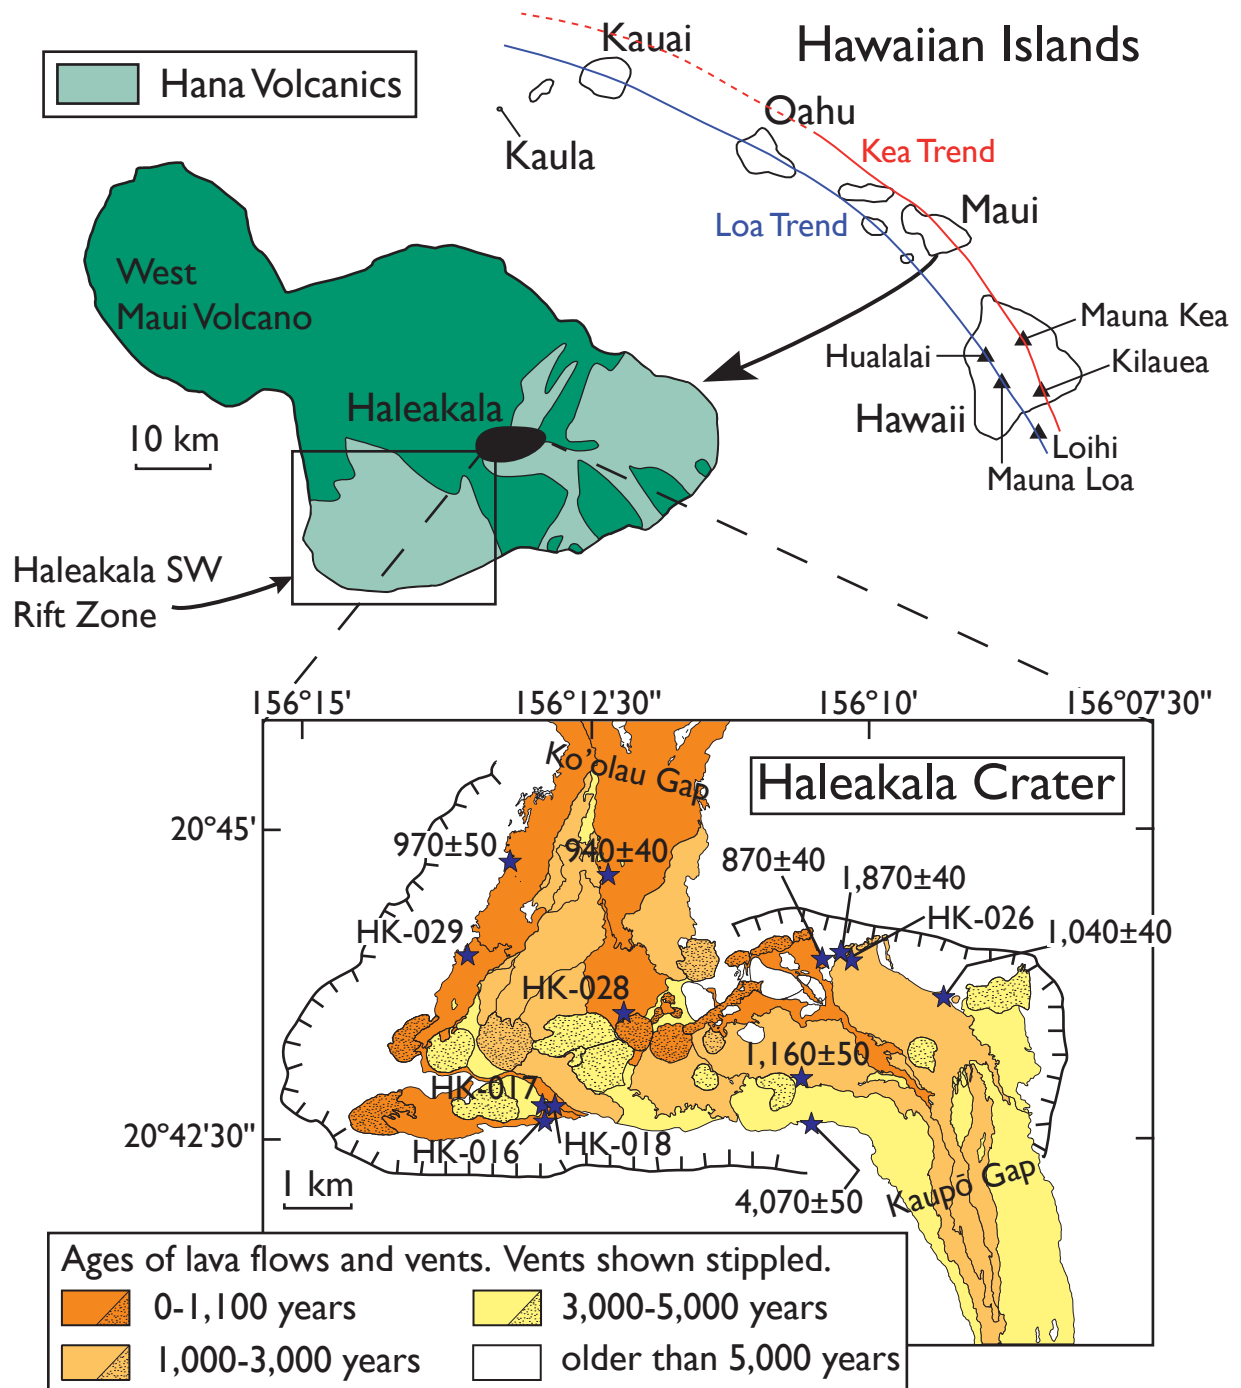 Hawaiian Islands
Hana Volcanics
Kauai
Kaula
Oahu
Kea Trend
Loa Trend
Maui
West
Maui Volcano
Haleakala
10 km
Mauna Kea
Hualalai
Kilauea
Hawaii
Loihi
Mauna Loa
Haleakala SW
Rift Zone
156°15'
156°12'30"
156°10'
156°07'30"
Ko'olau Gap
Haleakala Crater
20°45'
970±50
940±40
870±40
1,870±40
HK-026
1,040±40
HK-029
HK-028
1,160±50
HK-017
20°42'30"
HK-016
HK-018
1 km
4,070±50
Kaupō Gap
Ages of lava flows and vents. Vents shown stippled.
0-1,100 years
3,000-5,000 years
1,000-3,000 years
older than 5,000 years